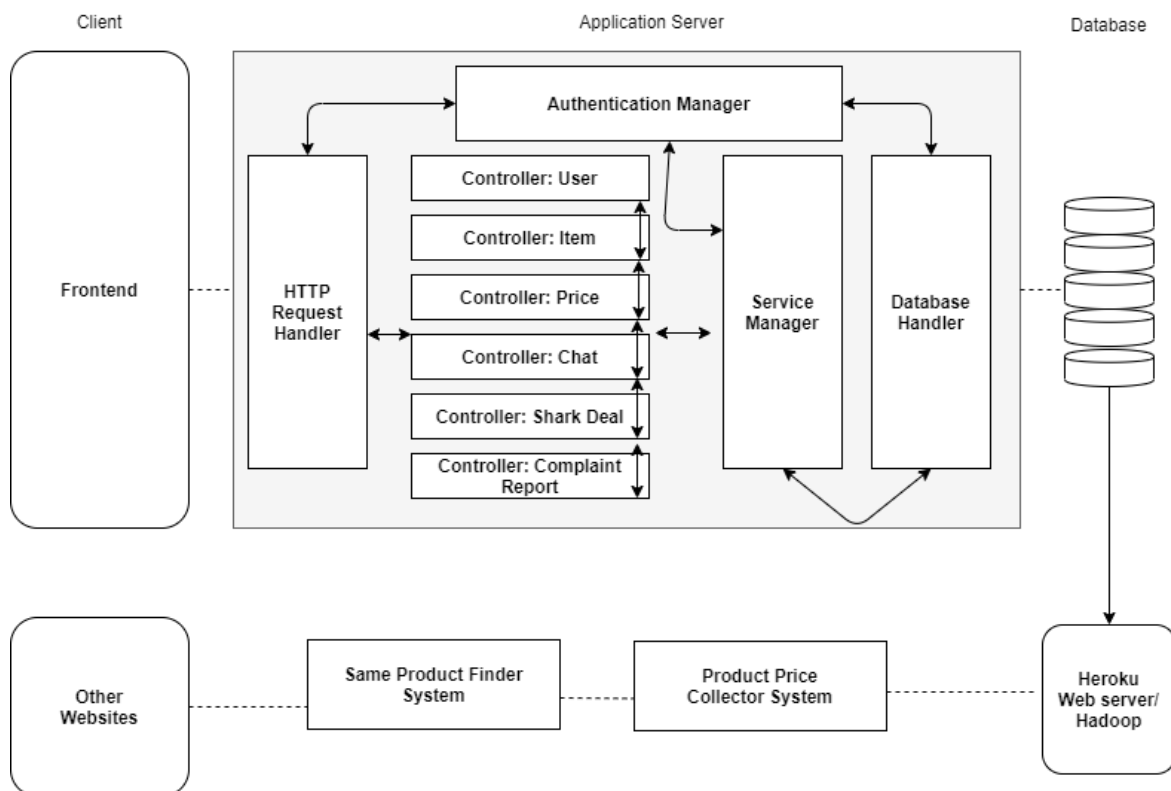 Client
Application Server
Database
Authentication Manager
Frontend
HTTP
Request
Handler
Controller: User
Controller: Item
Controller: Price
Controller: Chat
Controller: Shark Deal
Controller: Complaint
Report
Service
Manager
Database
Handler
Other
Websites
Same Product Finder
System
Product Price
Collector System
Heroku
Web server/
Hadoop